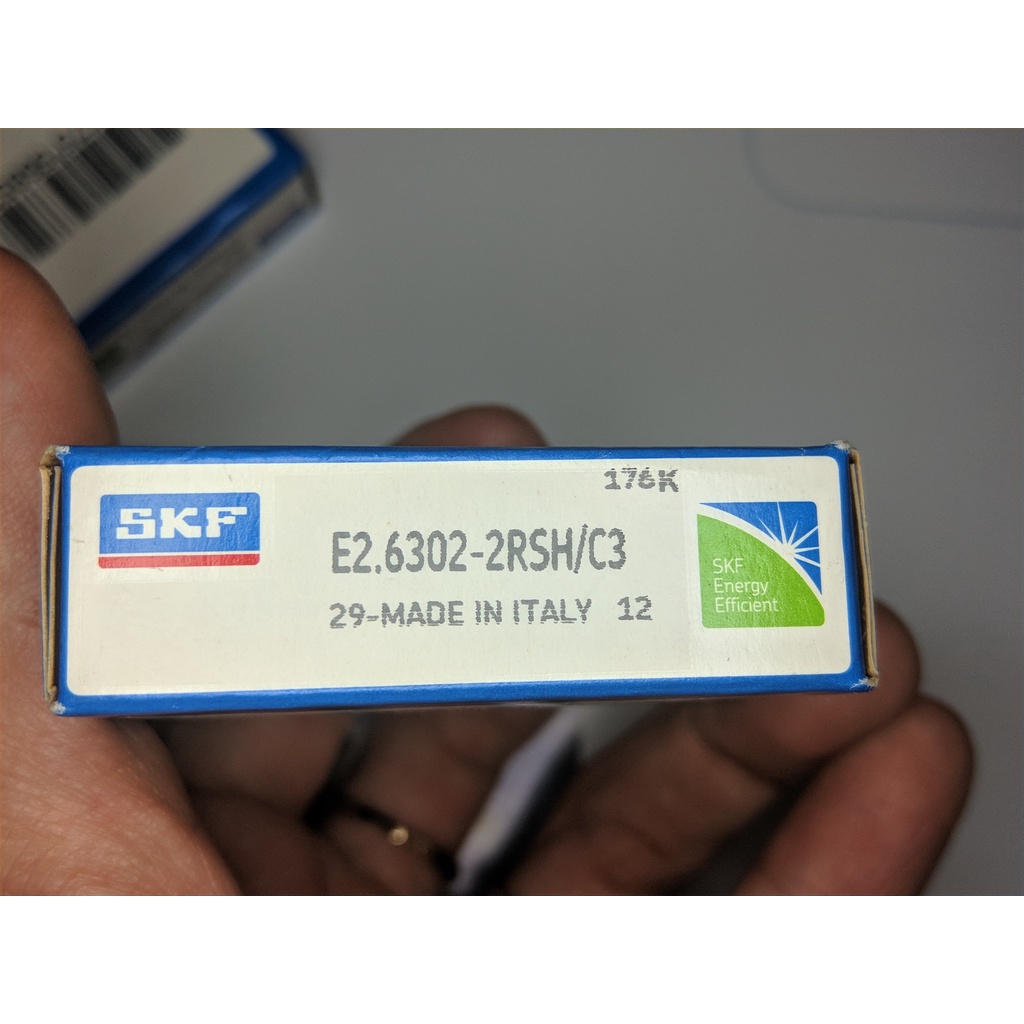 SKF
176K
E2.6302-2RSH/C3
29-MADE IN ITALY 12
SKF
Energy
Efficient